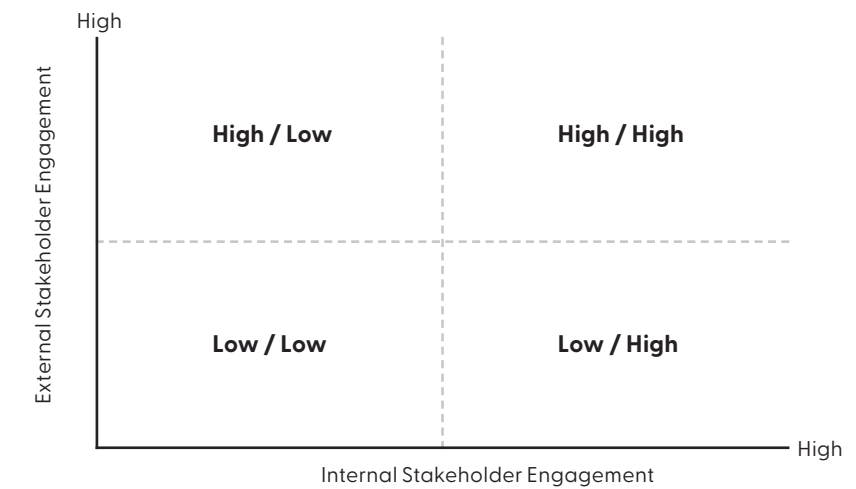 High
External Stakeholder Engagement
High / Low
High / High
Low / Low
Low / High
High
Internal Stakeholder Engagement